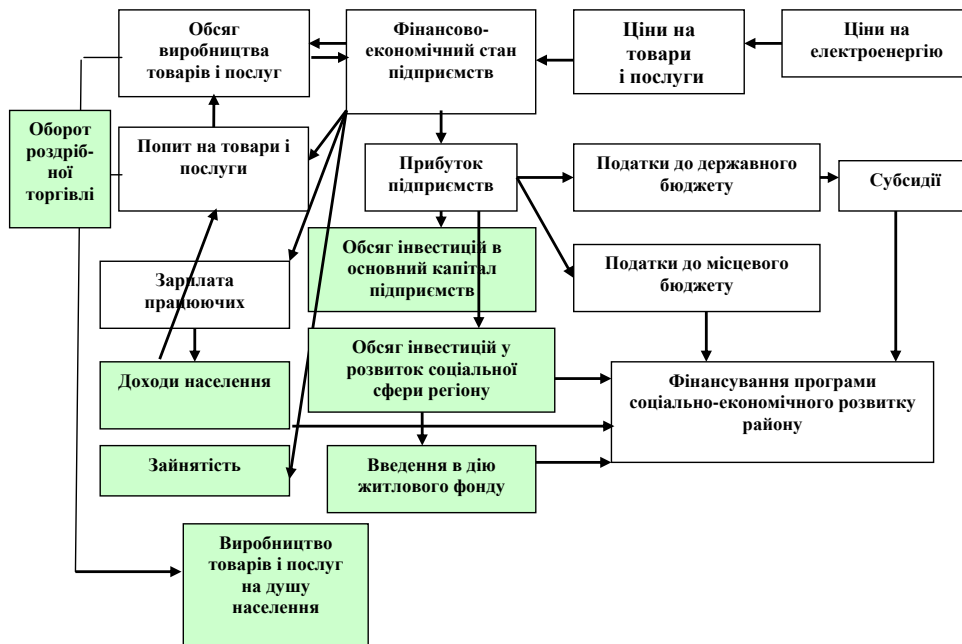 Обсяг
виробництва
товарів і послуг
Фінансово-
економічний стан
підприємств
Ціни на
товари
і послуги
Ціни на
електроенергію
Оборот
роздріб-
ної
торгівлі
Попит на товари і
послуги
Прибуток
підприємств
Податки до державного
бюджету
Субсидії
Обсяг інвестицій в
основний капітал
підприємств
Податки до місцевого
бюджету
Зарплата
працюючих
Обсяг інвестицій у
розвиток соціальної
сфери регіону
Доходи населення
Фінансування програми
соціально-економічного розвитку
району
Зайнятість
Введення в дію
житлового фонду
Виробництво
товарів і послуг
на душу
населення